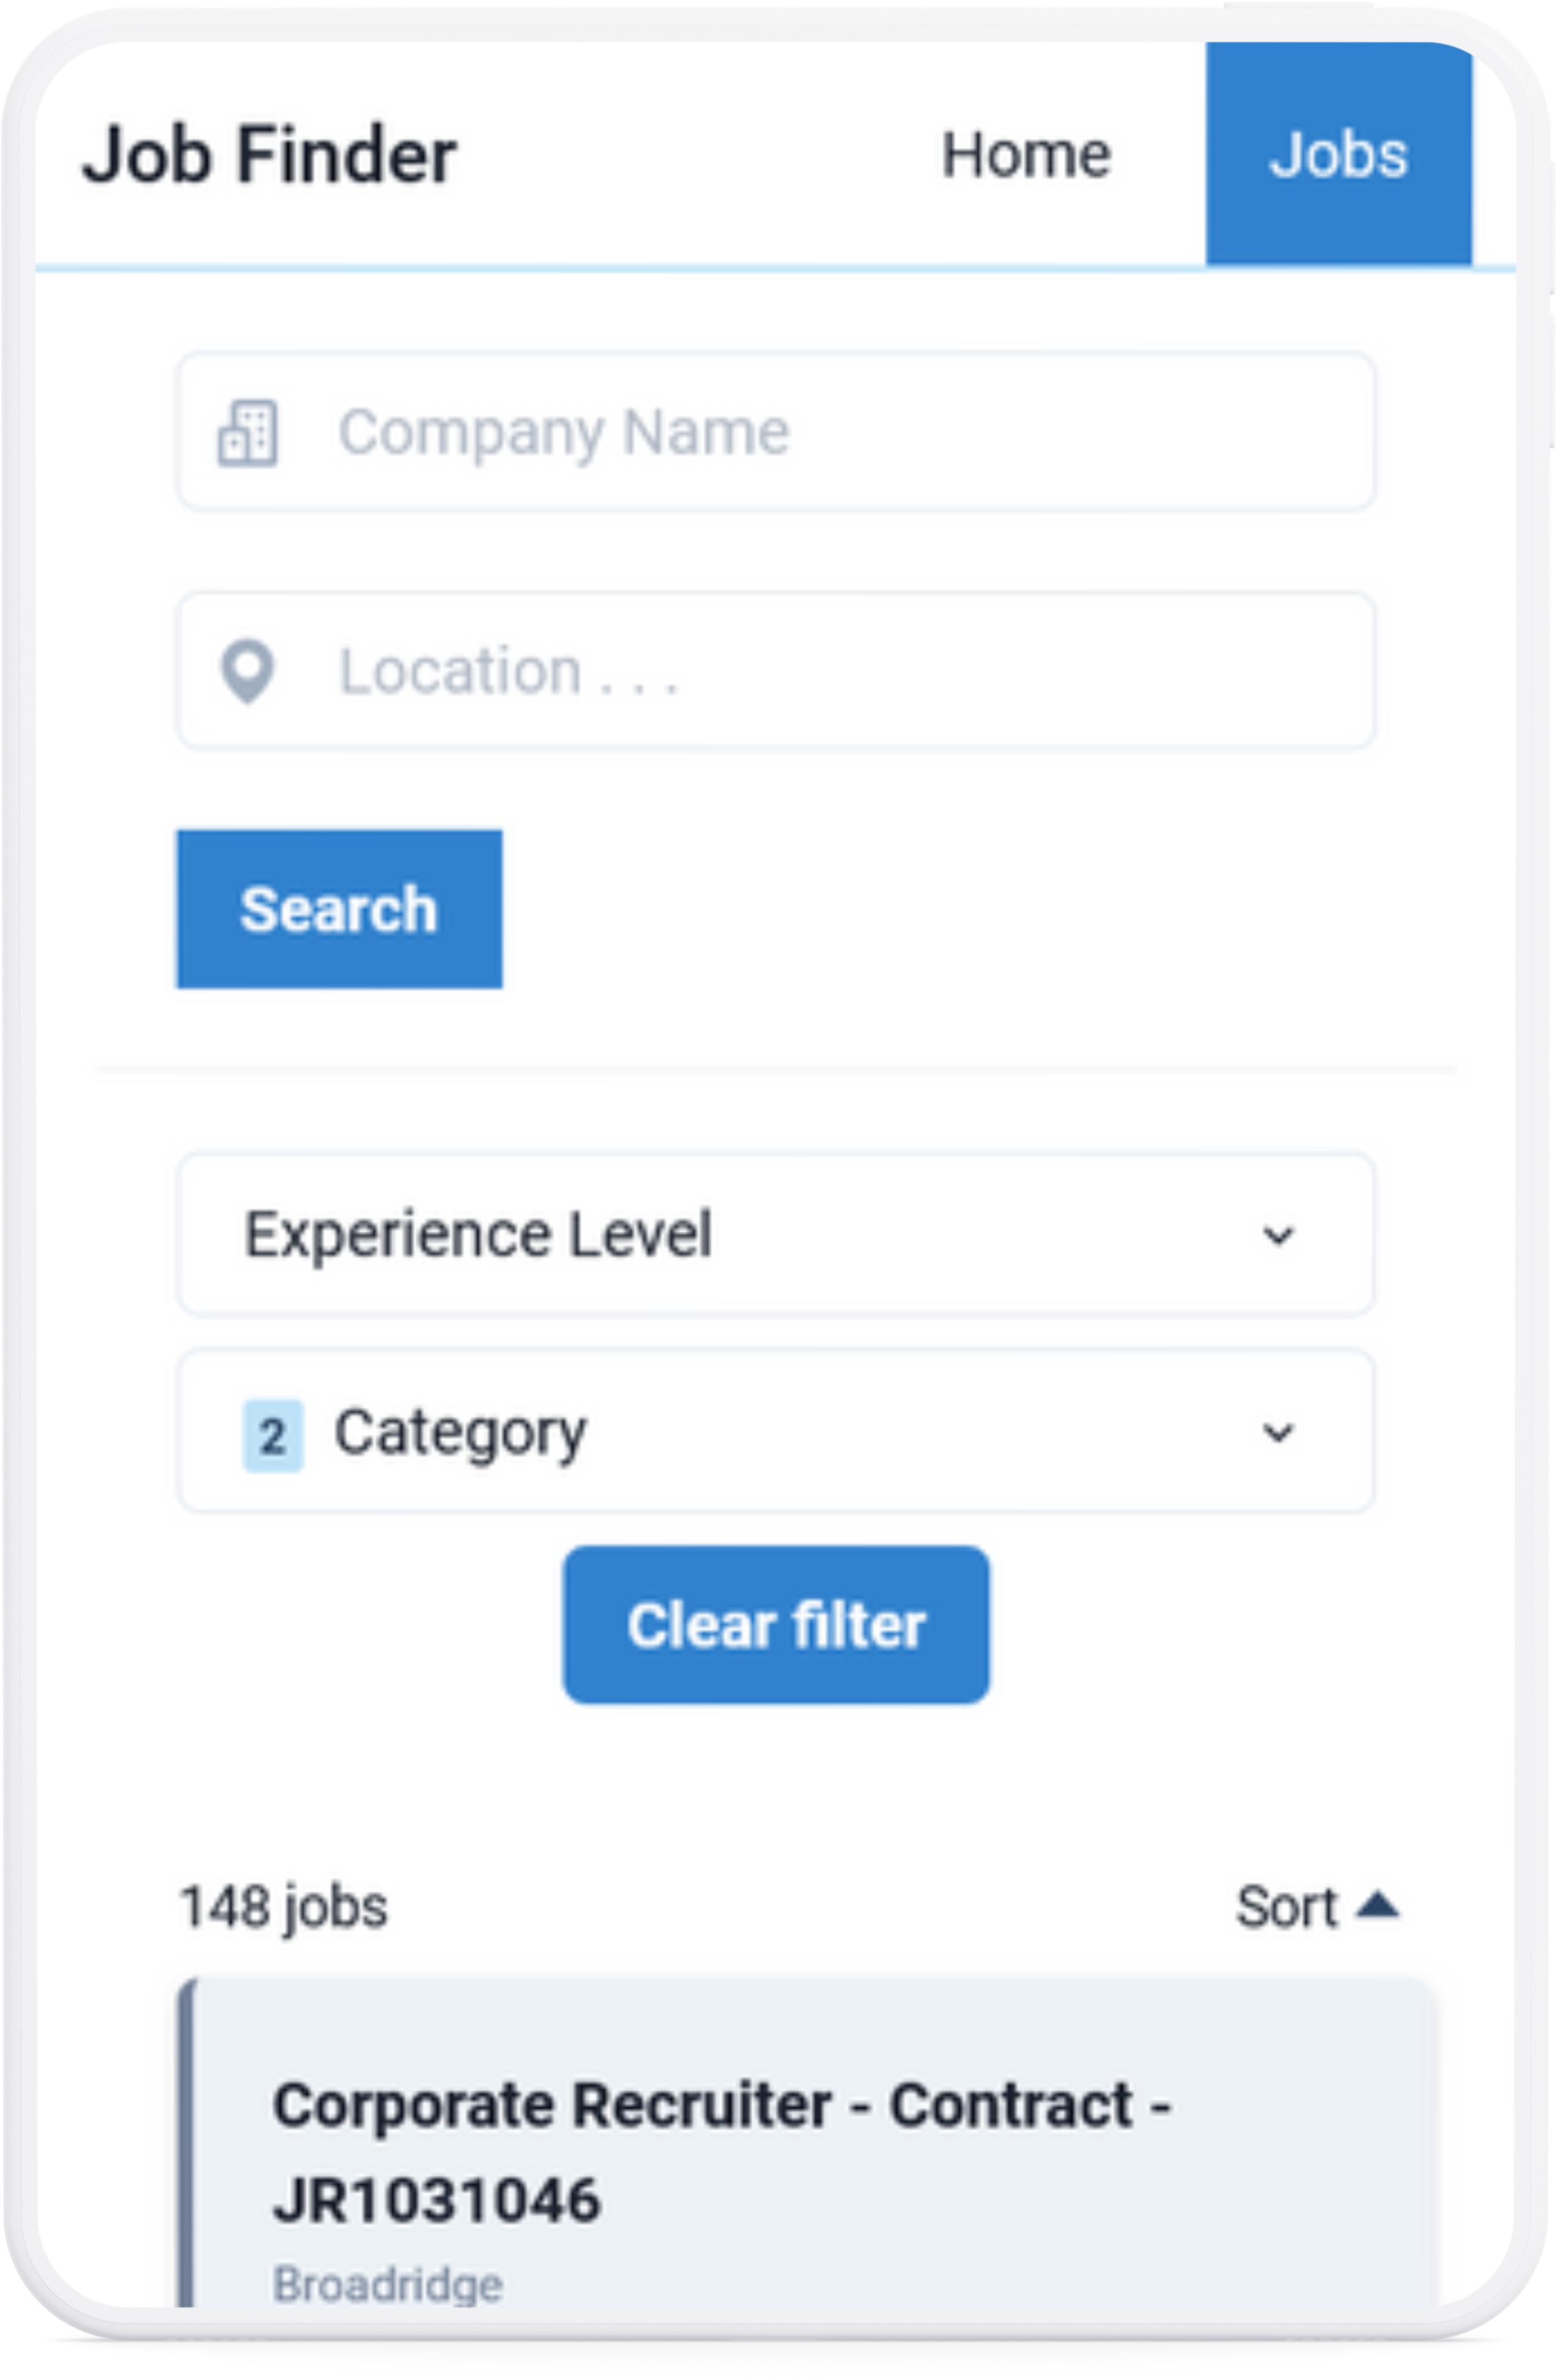 Job Finder Home Jobs
Company Name
Location . . .
Search
Experience Level
2 Category
Clear filter
148 jobs Sort
Corporate Recruiter - Contract -
JR1031046
Broadridge